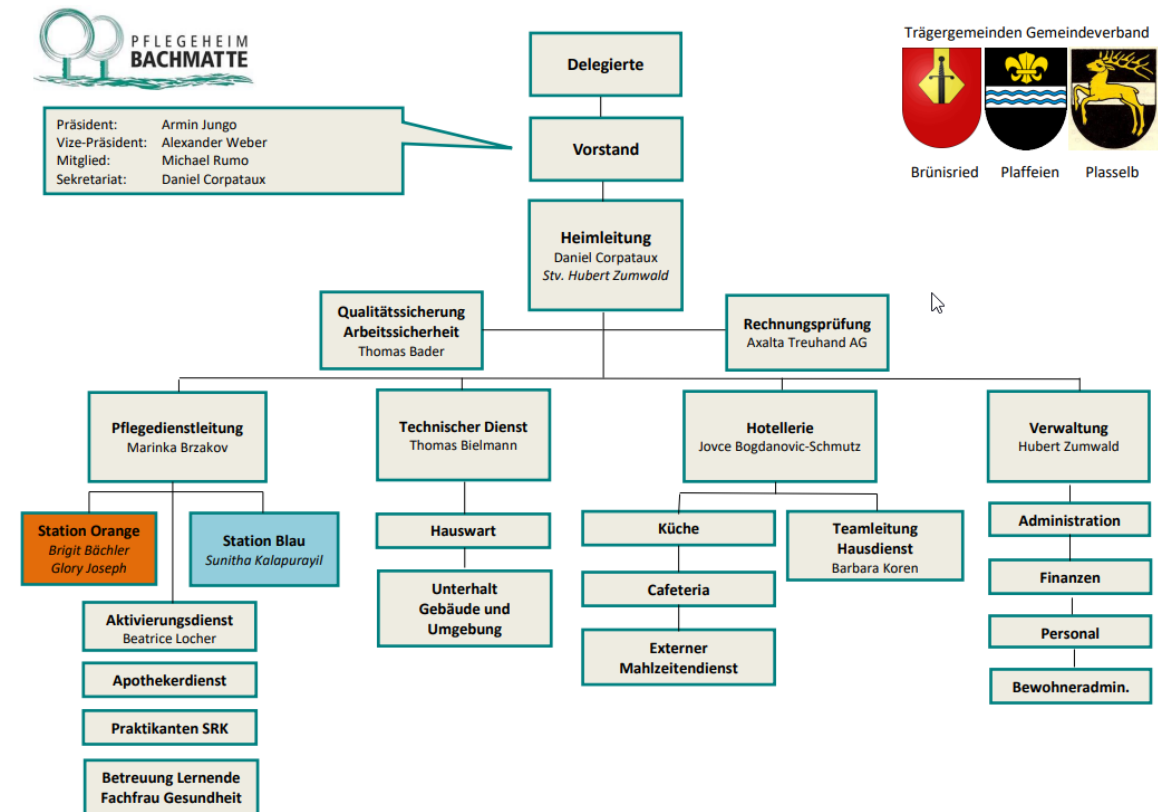 PFLEGEHEIM
BACHMATTE
Trägergemeinden Gemeindeverband
Brünisried Plaffeien Plasselb
Delegierte
Präsident: Armin Jungo
Vize-Präsident: Alexander Weber
Mitglied: Michael Rumo
Sekretariat: Daniel Corpataux
Vorstand
Heimleitung
Daniel Corpataux
Stv. Hubert Zumwald
Qualitätssicherung
Arbeitssicherheit
Thomas Bader
Rechnungsprüfung
Axalta Treuhand AG
Pflegedienstleitung
Marinka Brzakov
Technischer Dienst
Thomas Bielmann
Hotellerie
Jovce Bogdanovic-Schmutz
Verwaltung
Hubert Zumwald
Station Orange
Brigit Bächler
Glory Joseph
Station Blau
Sunitha Kalapurayil
Aktivierungsdienst
Beatrice Locher
Apothekerdienst
Praktikanten SRK
Betreuung Lernende
Fachfrau Gesundheit
Hauswart
Unterhalt
Gebäude und
Umgebung
Küche
Cafeteria
Externer
Mahlzeitendienst
Teamleitung
Hausdienst
Barbara Koren
Administration
Finanzen
Personal
Bewohneradmin.